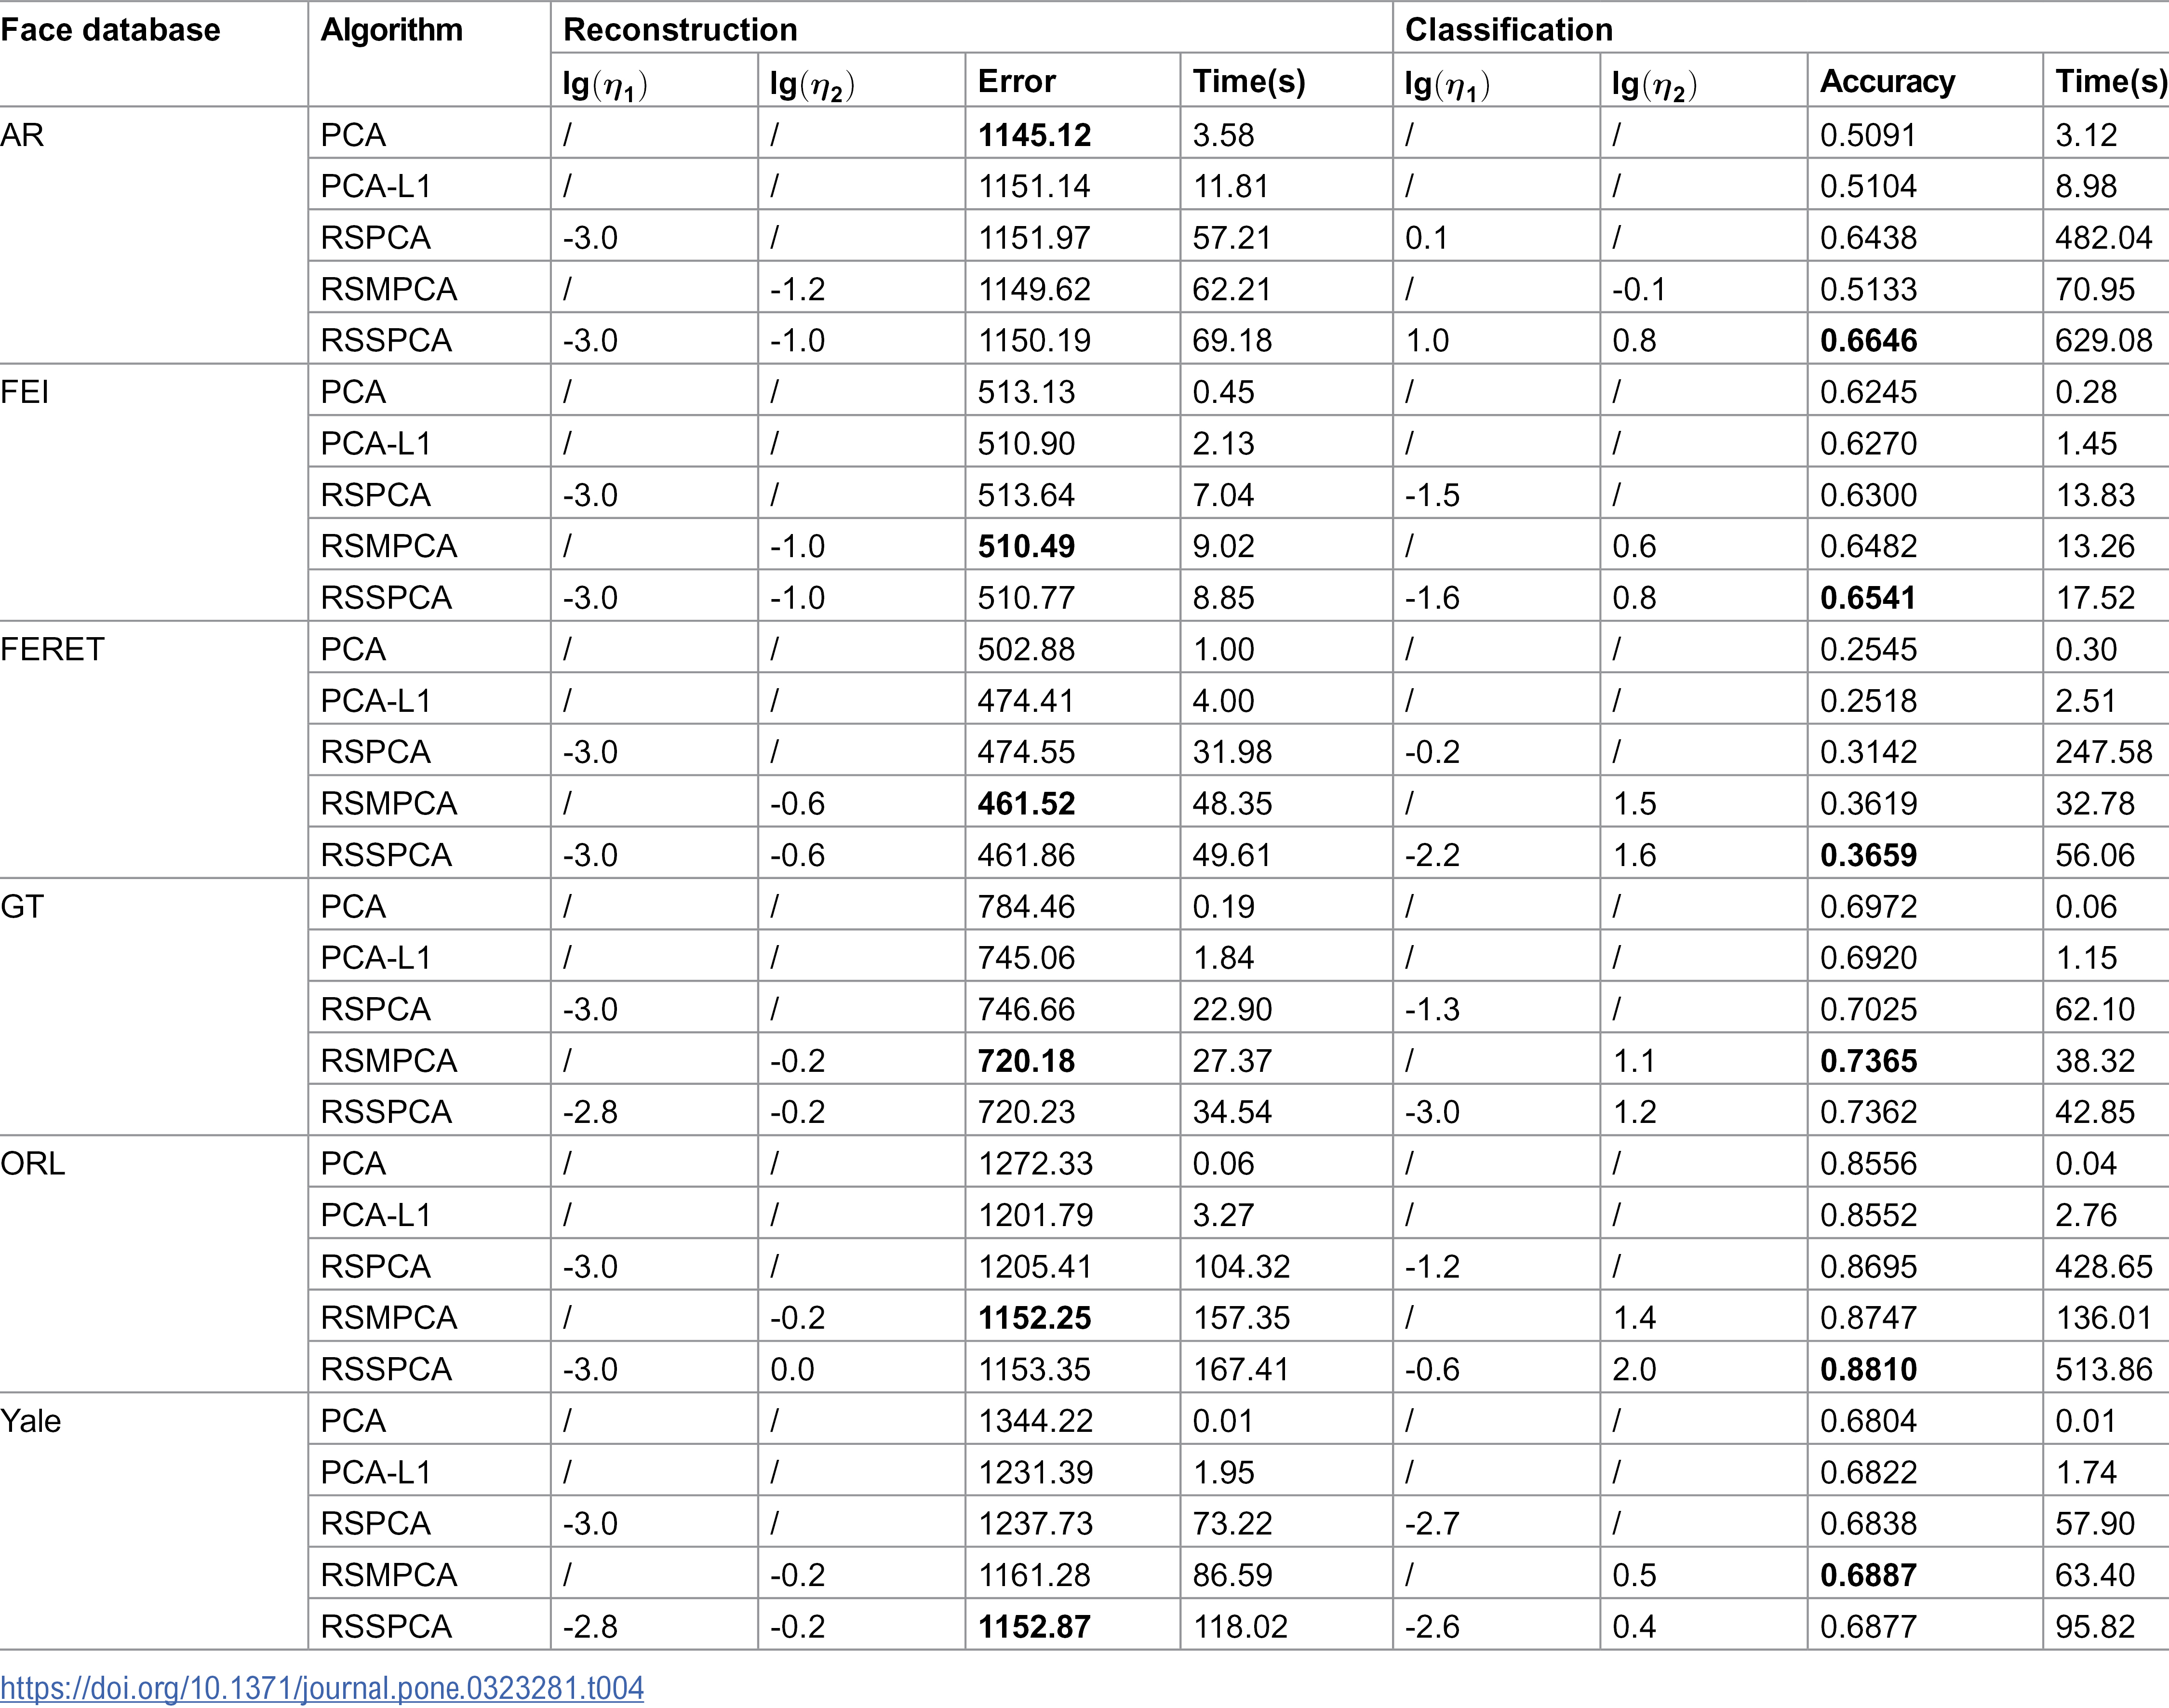 Face database Algorithm Reconstruction Classification
lg(η1) lg(η2) Error Time(s) lg(η1) lg(η2) Accuracy Time(s)
AR PCA / / 1145.12 3.58 / / 0.5091 3.12
PCA-L1 / / 1151.14 11.81 / / 0.5104 8.98
RSPCA -3.0 / 1151.97 57.21 0.1 / 0.6438 482.04
RSMPCA / -1.2 1149.62 62.21 / -0.1 0.5133 70.95
RSSPCA -3.0 -1.0 1150.19 69.18 1.0 0.8 0.6646 629.08
FEI PCA / / 513.13 0.45 / / 0.6245 0.28
PCA-L1 / / 510.90 2.13 / / 0.6270 1.45
RSPCA -3.0 / 513.64 7.04 -1.5 / 0.6300 13.83
RSMPCA / -1.0 510.49 9.02 / 0.6 0.6482 13.26
RSSPCA -3.0 -1.0 510.77 8.85 -1.6 0.8 0.6541 17.52
FERET PCA / / 502.88 1.00 / / 0.2545 0.30
PCA-L1 / / 474.41 4.00 / / 0.2518 2.51
RSPCA -3.0 / 474.55 31.98 -0.2 / 0.3142 247.58
RSMPCA / -0.6 461.52 48.35 / 1.5 0.3619 32.78
RSSPCA -3.0 -0.6 461.86 49.61 -2.2 1.6 0.3659 56.06
GT PCA / / 784.46 0.19 / / 0.6972 0.06
PCA-L1 / / 745.06 1.84 / / 0.6920 1.15
RSPCA -3.0 / 746.66 22.90 -1.3 / 0.7025 62.10
RSMPCA / -0.2 720.18 27.37 / 1.1 0.7365 38.32
RSSPCA -2.8 -0.2 720.23 34.54 -3.0 1.2 0.7362 42.85
ORL PCA / / 1272.33 0.06 / / 0.8556 0.04
PCA-L1 / / 1201.79 3.27 / / 0.8552 2.76
RSPCA -3.0 / 1205.41 104.32 -1.2 / 0.8695 428.65
RSMPCA / -0.2 1152.25 157.35 / 1.4 0.8747 136.01
RSSPCA -3.0 0.0 1153.35 167.41 -0.6 2.0 0.8810 513.86
Yale PCA / / 1344.22 0.01 / / 0.6804 0.01
PCA-L1 / / 1231.39 1.95 / / 0.6822 1.74
RSPCA -3.0 / 1237.73 73.22 -2.7 / 0.6838 57.90
RSMPCA / -0.2 1161.28 86.59 / 0.5 0.6887 63.40
RSSPCA -2.8 -0.2 1152.87 118.02 -2.6 0.4 0.6877 95.82
https://doi.org/10.1371/journal.pone.0323281.t004